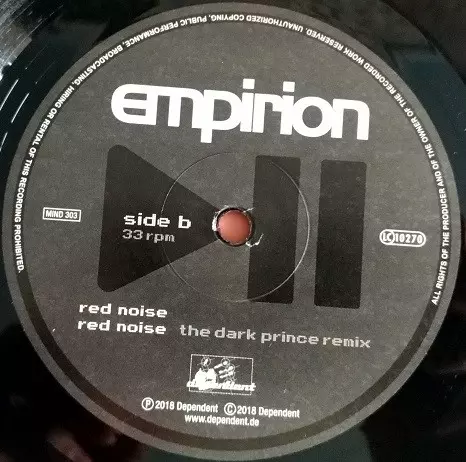 ALL RIGHTS OF THE PRODUCER AND OF THE OWNER OF THE RECORDED WORK RESERVED. UNAUTHORIZED COPYING, PUBLIC PERFORMANCE, BROADCASTING, HIRING OR RENTAL OF THIS RECORDING PROHIBITED.
empirion
MIND 303
side b
33 rpm
LC 10270
red noise
red noise the dark prince remix
dependent
Ⓟ 2018 Dependent © 2018 Dependent
www.dependent.de